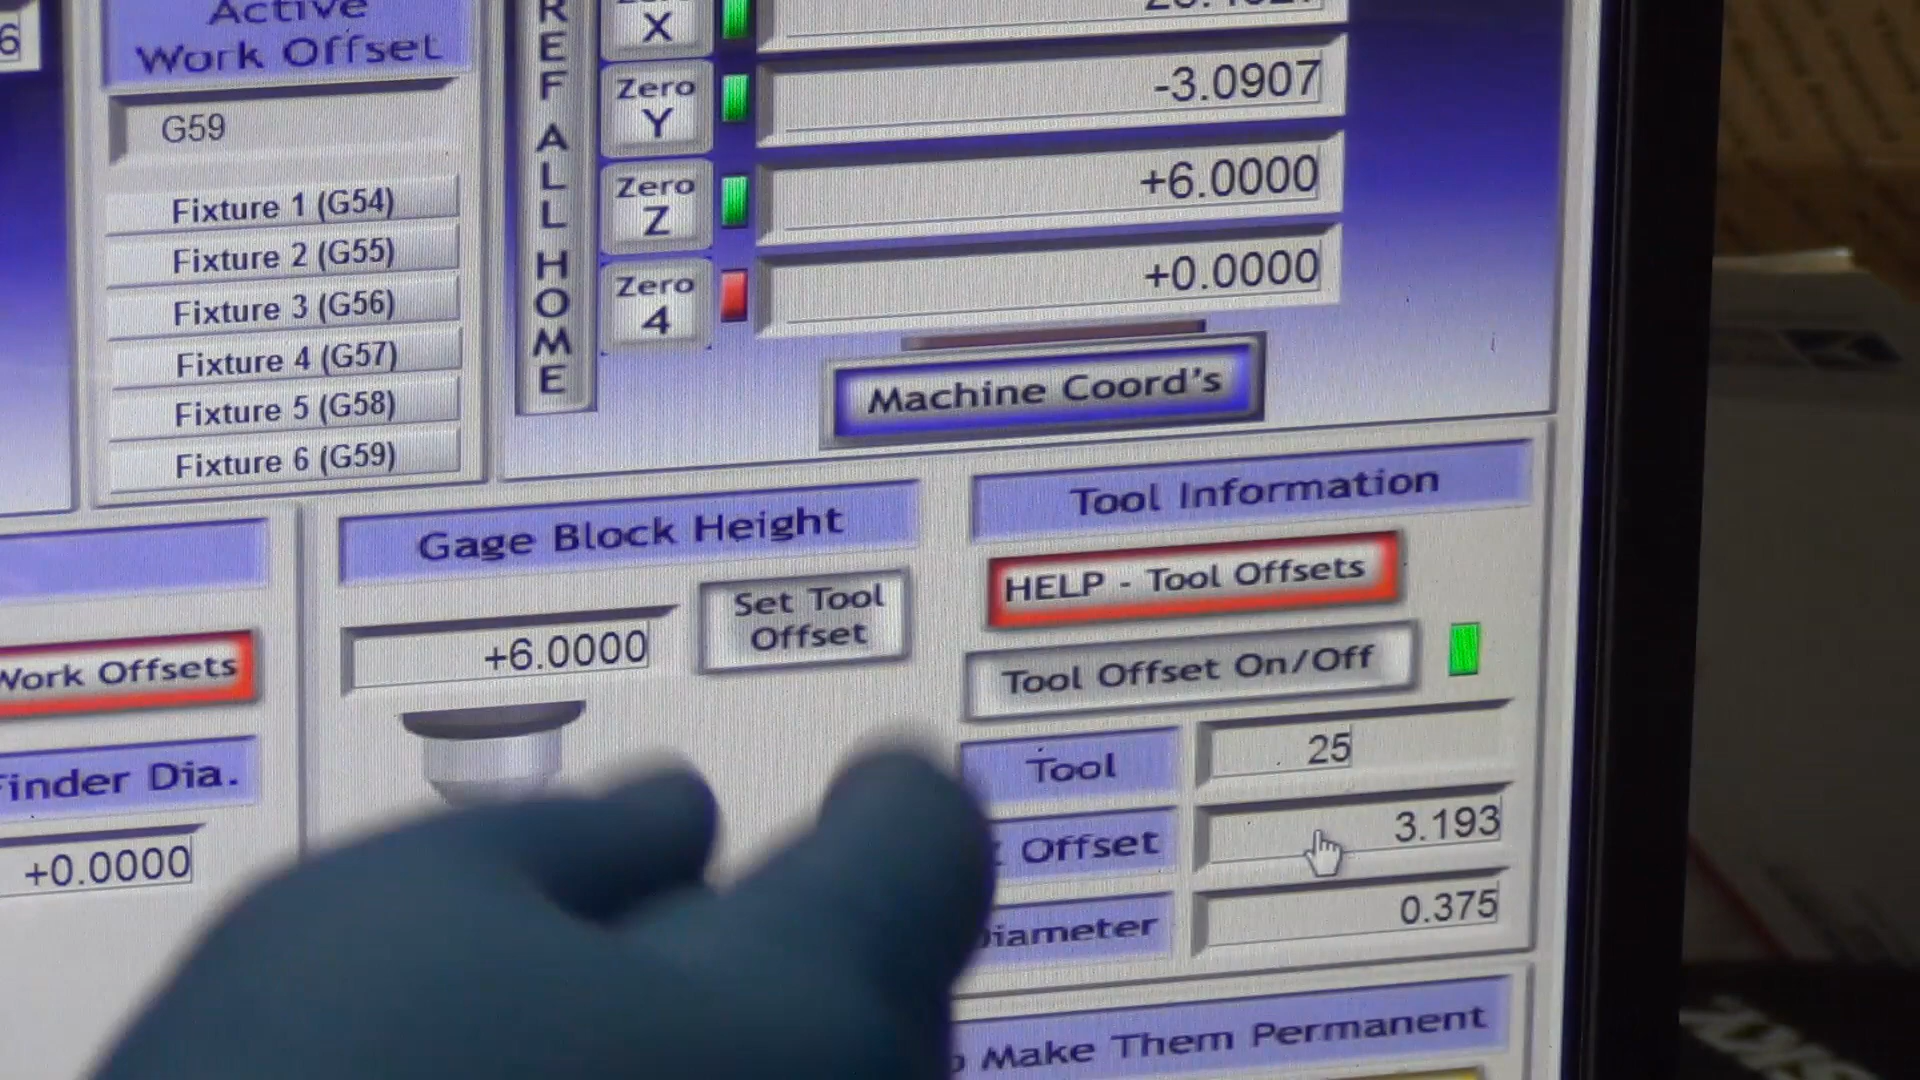 6
Active
Work Offset
G59
Fixture 1 (G54)
Fixture 2 (G55)
Fixture 3 (G56)
Fixture 4 (G57)
Fixture 5 (G58)
Fixture 6 (G59)
REF ALL HOME
X
Zero
Y
-3.0907
Zero
Z
+6.0000
Zero
4
+0.0000
Machine Coord's
Work Offsets
Finder Dia.
+0.0000
Gage Block Height
+6.0000
Set Tool
Offset
Tool Information
HELP - Tool Offsets
Tool Offset On/Off
Tool
25
Offset
3.193
Diameter
0.375
Make Them Permanent